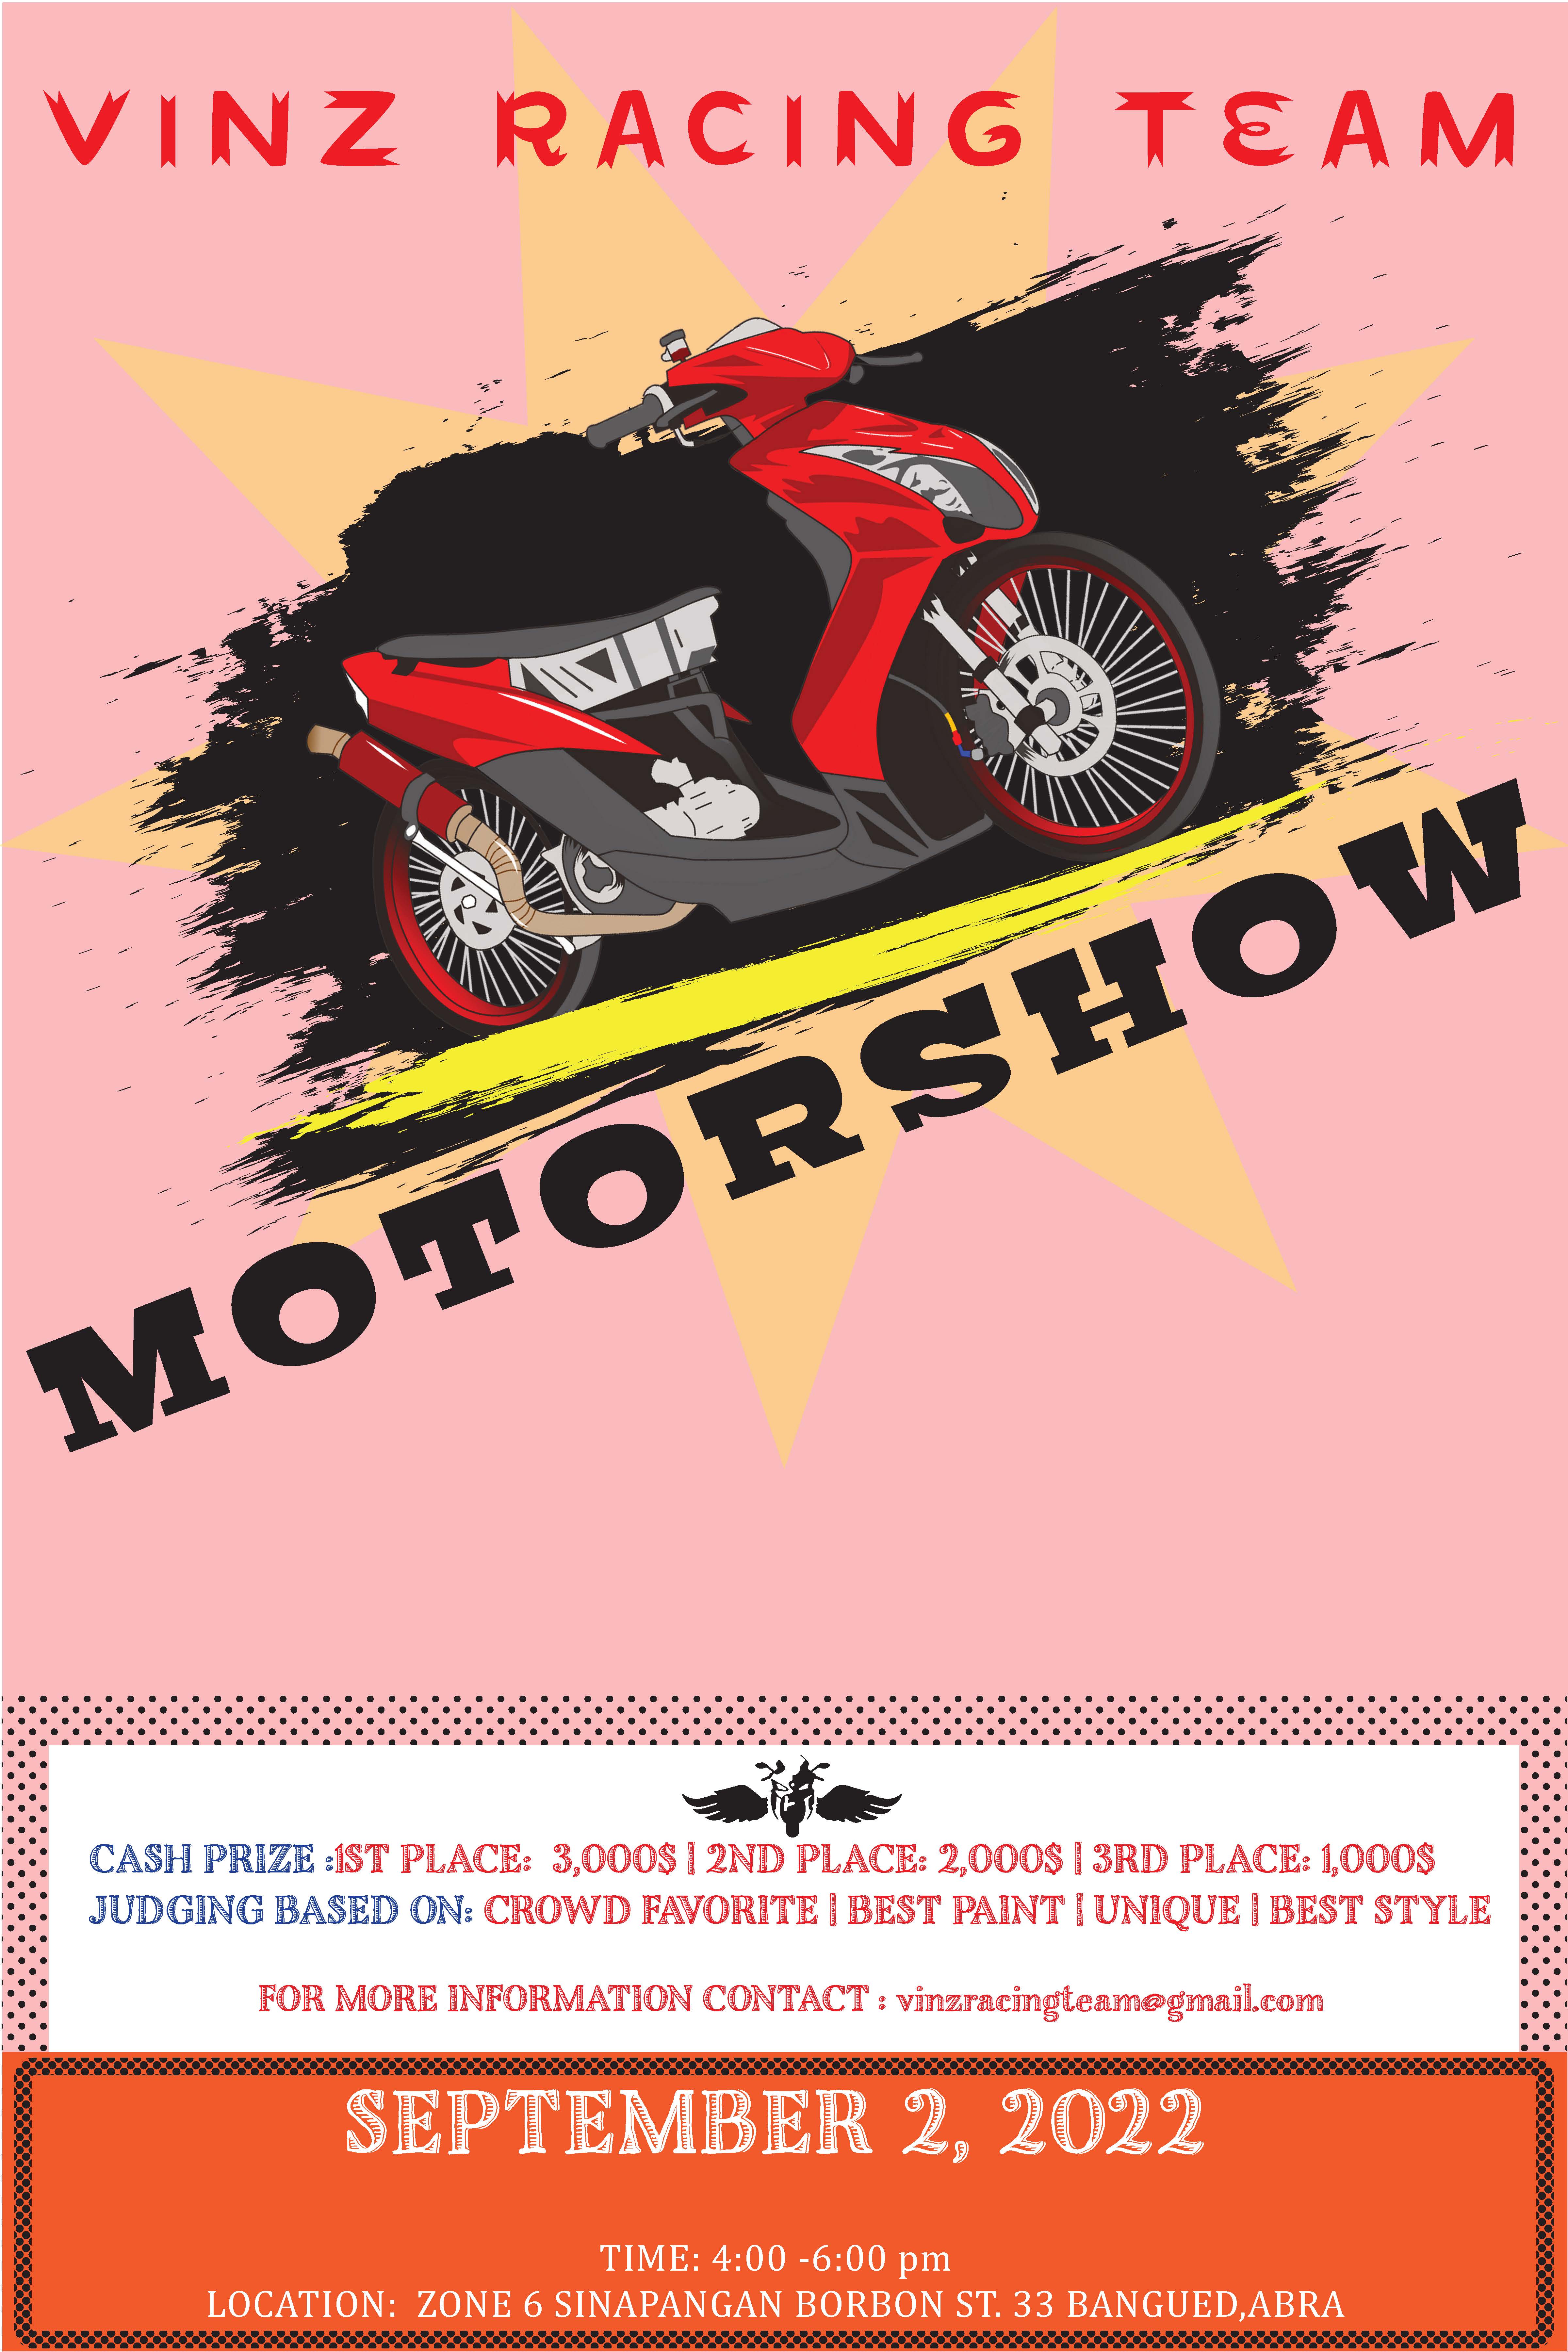 VINZ RACING TEAM
MOTORSHOW
CASH PRIZE :1ST PLACE:  3,000$ | 2ND PLACE: 2,000$ | 3RD PLACE: 1,000$
JUDGING BASED ON: CROWD FAVORITE | BEST PAINT | UNIQUE | BEST STYLE
FOR MORE INFORMATION CONTACT : vinzracingteam@gmail.com
SEPTEMBER 2, 2022
TIME: 4:00 -6:00 pm
LOCATION:  ZONE 6 SINAPANGAN BORBON ST. 33 BANGUED,ABRA